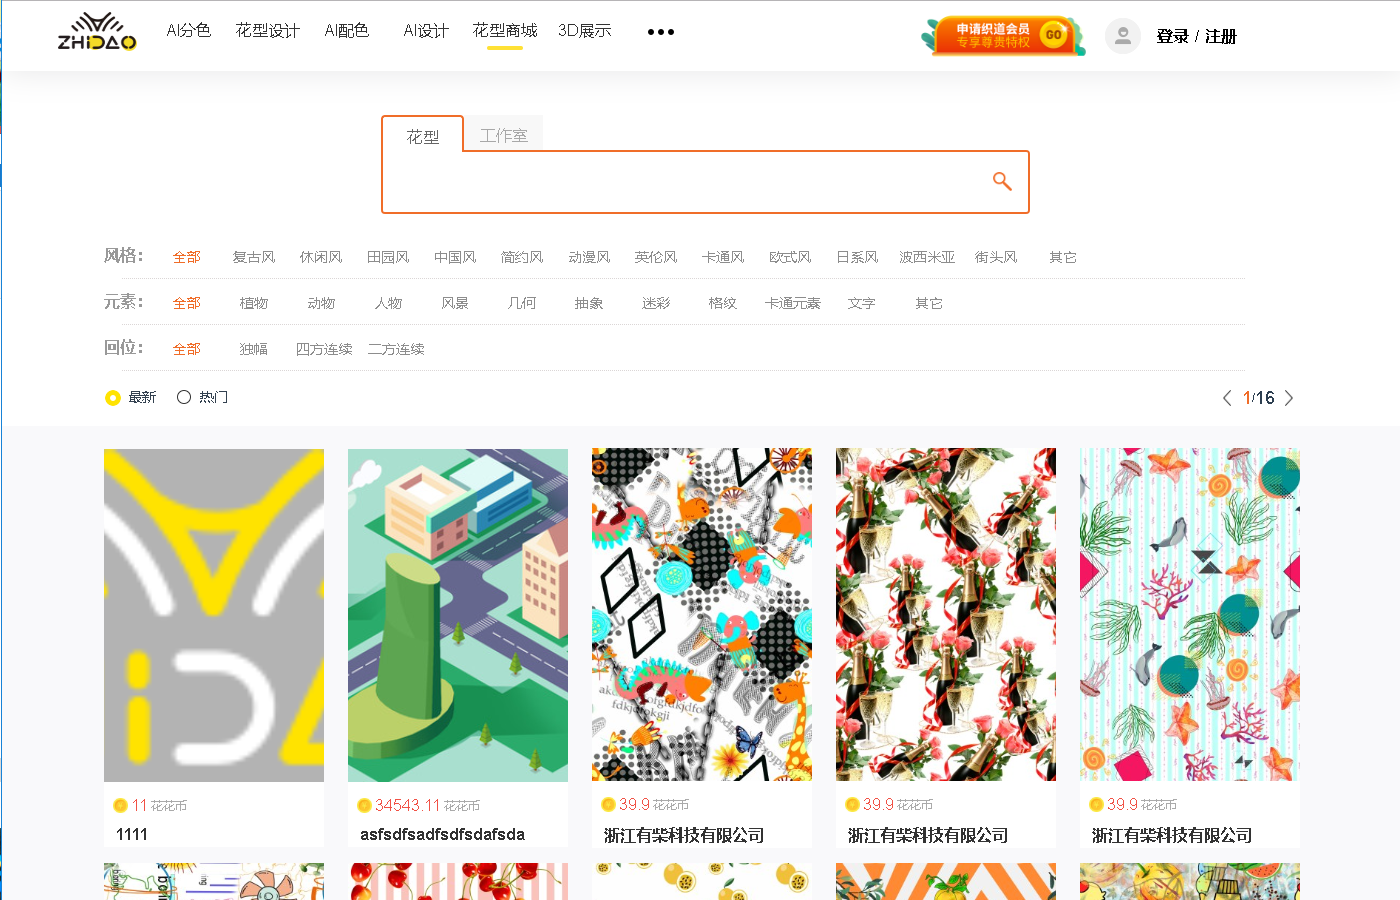 ZHIDAO
AI分色 花型设计 AI配色 AI设计 花型商城 3D展示 •••
申请织道会员
专享尊贵特权
GO
登录 / 注册
花型 工作室
风格： 全部 复古风 休闲风 田园风 中国风 简约风 动漫风 英伦风 卡通风 欧式风 日系风 波西米亚 街头风 其它
元素： 全部 植物 动物 人物 风景 几何 抽象 迷彩 格纹 卡通元素 文字 其它
回位： 全部 独幅 四方连续 二方连续
最新 热门
1/16
iDA
11 花花币
1111
34543.11 花花币
asfsdfsadfsdfsdafsda
39.9 花花币
浙江有柴科技有限公司
39.9 花花币
浙江有柴科技有限公司
39.9 花花币
浙江有柴科技有限公司